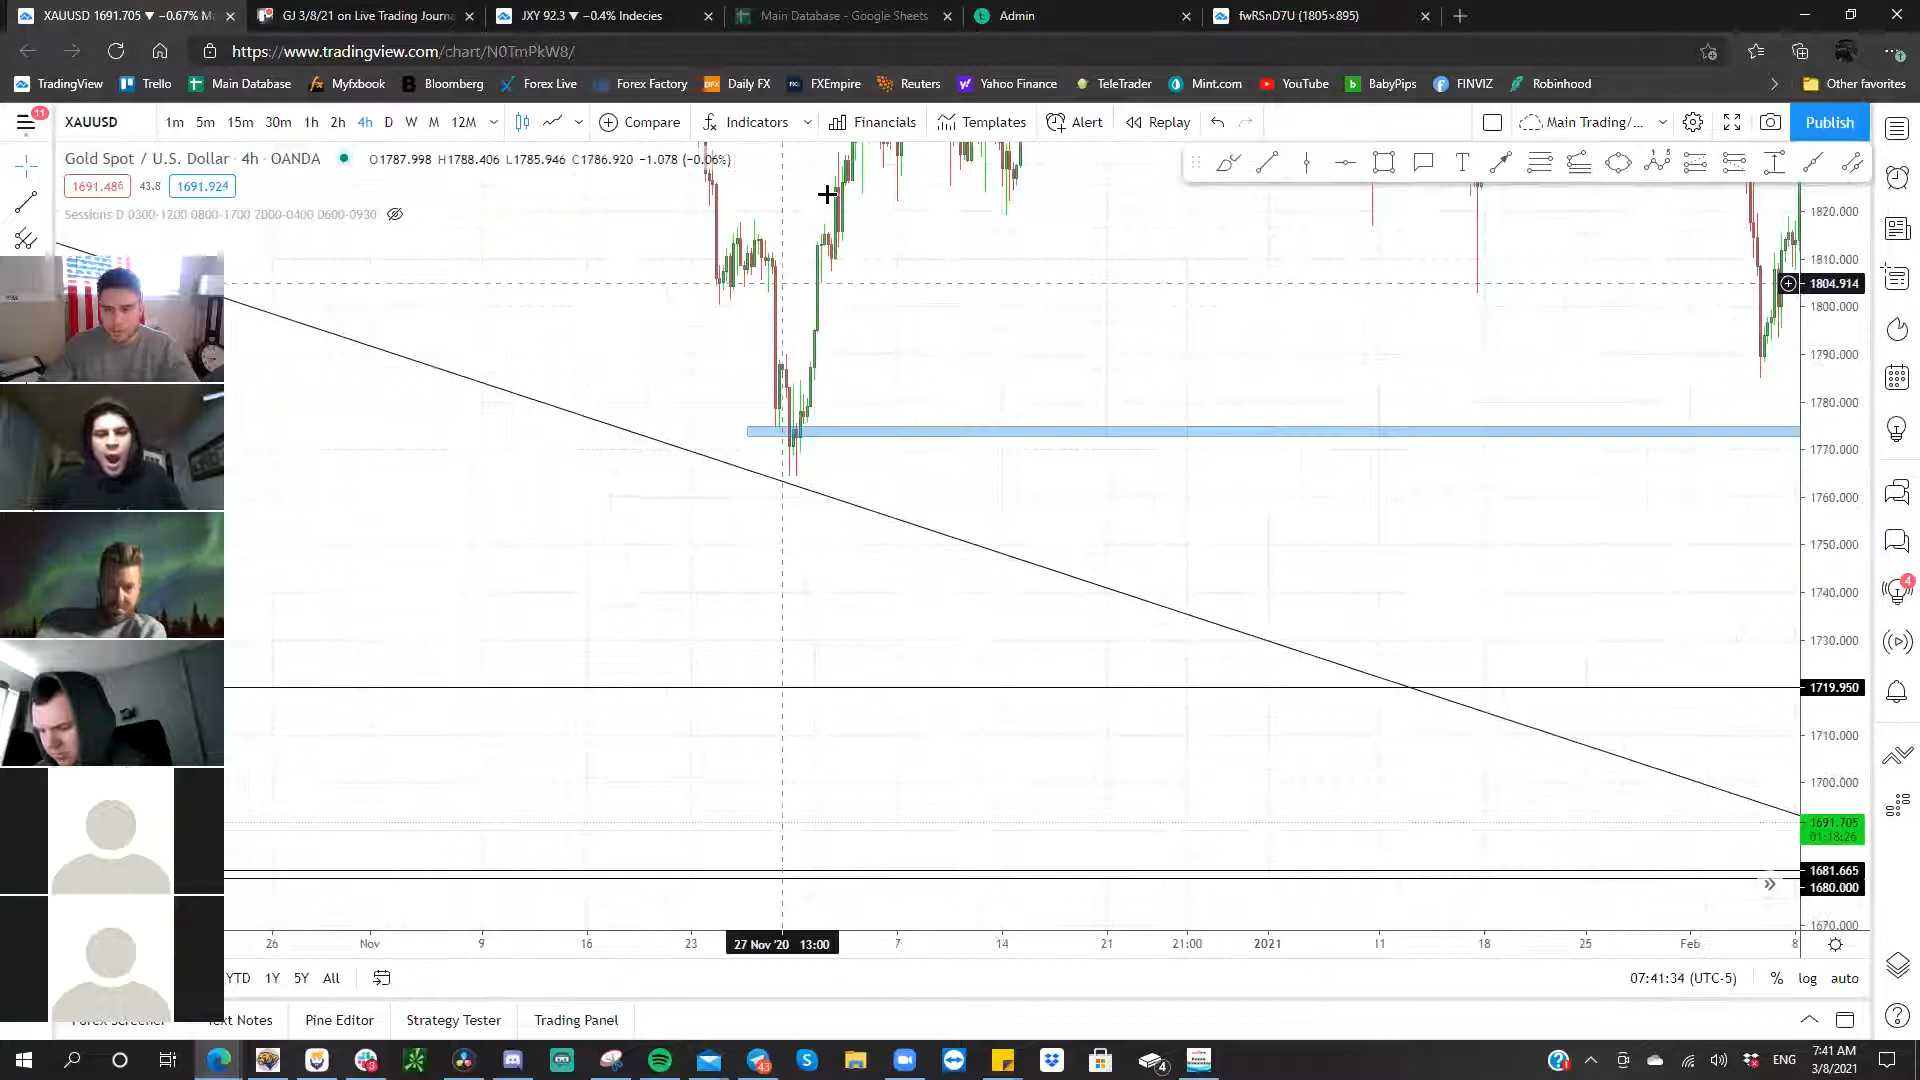 XAUUSD 1691.705 ▼ −0.67% M
GJ 3/8/21 on Live Trading Journa
JXY 92.3 ▼ −0.4% Indecies
Main Database - Google Sheets
Admin
fwRSnD7U (1805×895)
https://www.tradingview.com/chart/N0TmPkW8/
TradingView
Trello
Main Database
Myfxbook
Bloomberg
Forex Live
Forex Factory
Daily FX
FXEmpire
Reuters
Yahoo Finance
TeleTrader
Mint.com
YouTube
BabyPips
FINVIZ
Robinhood
Other favorites
11
XAUUSD
1m 5m 15m 30m 1h 2h 4h D W M 12M
Compare
Indicators
Financials
Templates
Alert
Replay
Main Trading/...
Publish
Gold Spot / U.S. Dollar · 4h · OANDA
O1787.998 H1788.406 L1785.946 C1786.920 −1.078 (−0.06%)
1691.486 43.8 1691.924
Sessions D 0300-1200 0800-1700 2000-0400 0600-0930
1820.000
1810.000
1804.914
1800.000
1790.000
1780.000
1770.000
1760.000
1750.000
1740.000
1730.000
1719.950
1710.000
1700.000
1691.705
01:18:26
1681.665
1680.000
1670.000
4
26 Nov 9 16 23 27 Nov '20 13:00 7 14 21 21:00 2021 11 18 25 Feb 8
YTD 1Y 5Y All
07:41:34 (UTC-5) % log auto
Forex Screener Text Notes Pine Editor Strategy Tester Trading Panel
3
43
4
ENG
7:41 AM
3/8/2021